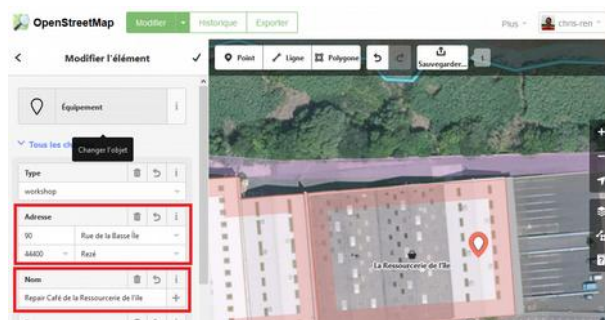 OpenStreetMap Modifier Historique Exporter Plus chris-ren
Modifier l'élément
Point Ligne Polygone Sauvegarder... 1
Équipement i
Tous les ch
Changer l'objet
Type i
workshop
Adresse i
90 Rue de la Basse Île
44400 Rezé
Nom i
Repair Café de la Ressourcerie de l'île +
La Ressourcerie de l'Ile